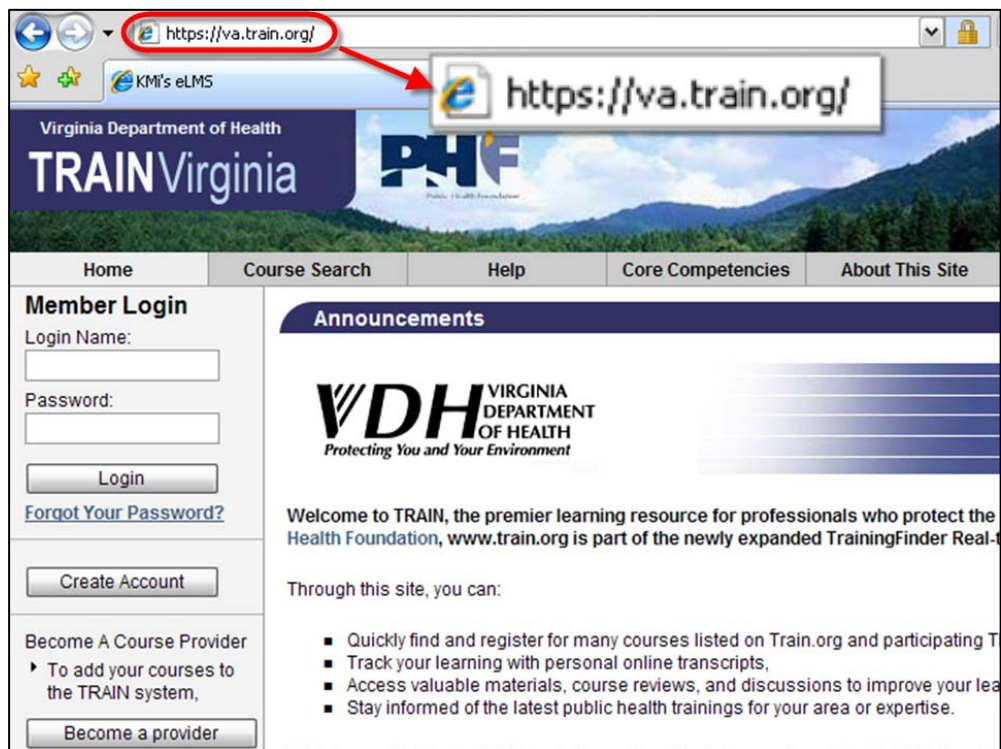 https://va.train.org/
KMi's eLMS
https://va.train.org/
Virginia Department of Health
TRAINVirginia
PHF
Public Health Foundation
Home
Course Search
Help
Core Competencies
About This Site
Member Login
Login Name:
Password:
Login
Forgot Your Password?
Create Account
Become A Course Provider
To add your courses to
the TRAIN system,
Become a provider
Announcements
VDH VIRGINIA
DEPARTMENT
OF HEALTH
Protecting You and Your Environment
Welcome to TRAIN, the premier learning resource for professionals who protect the
Health Foundation, www.train.org is part of the newly expanded TrainingFinder Real-t
Through this site, you can:
Quickly find and register for many courses listed on Train.org and participating T
Track your learning with personal online transcripts,
Access valuable materials, course reviews, and discussions to improve your lea
Stay informed of the latest public health trainings for your area or expertise.